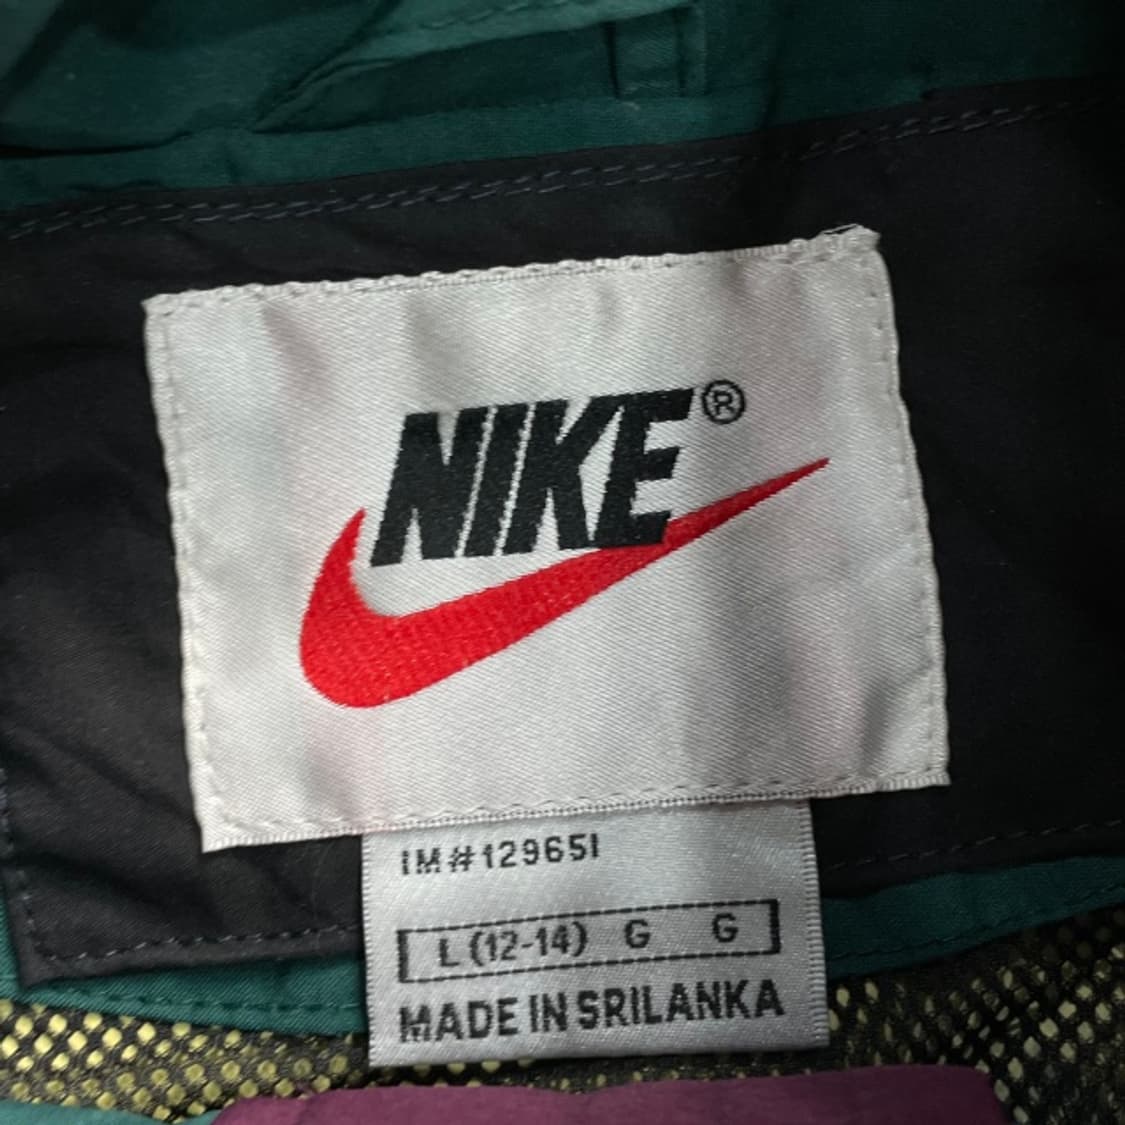 NIKE®
IM#129651
L (12-14) G G
MADE IN SRILANKA